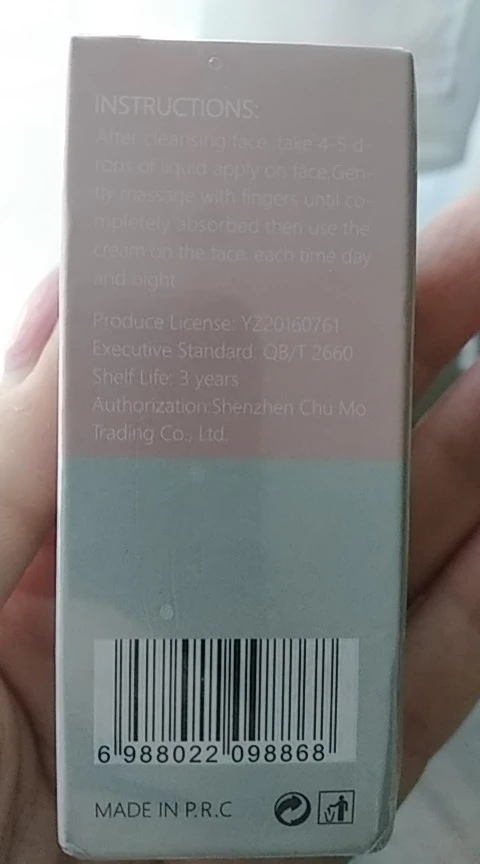 INSTRUCTIONS:
After cleansing face ,take 4-5 d-
rops of liquid apply on face,Gen-
tly massage with fingers until co-
mpletely absorbed then use the
cream on the face, each time day
and night
Produce License: YZ20160761
Executive Standard: QB/T 2660
Shelf Life: 3 years
Authorization:Shenzhen Chu Mo
Trading Co., Ltd.
6 988022 098868
MADE IN P.R.C